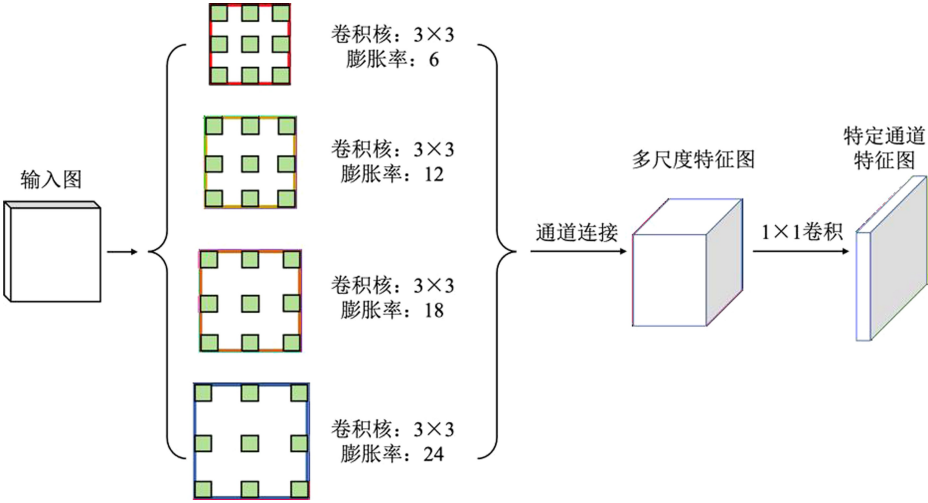 输入图
卷积核：3×3
膨胀率：6
卷积核：3×3
膨胀率：12
卷积核：3×3
膨胀率：18
卷积核：3×3
膨胀率：24
通道连接
多尺度特征图
1×1卷积
特定通道
特征图